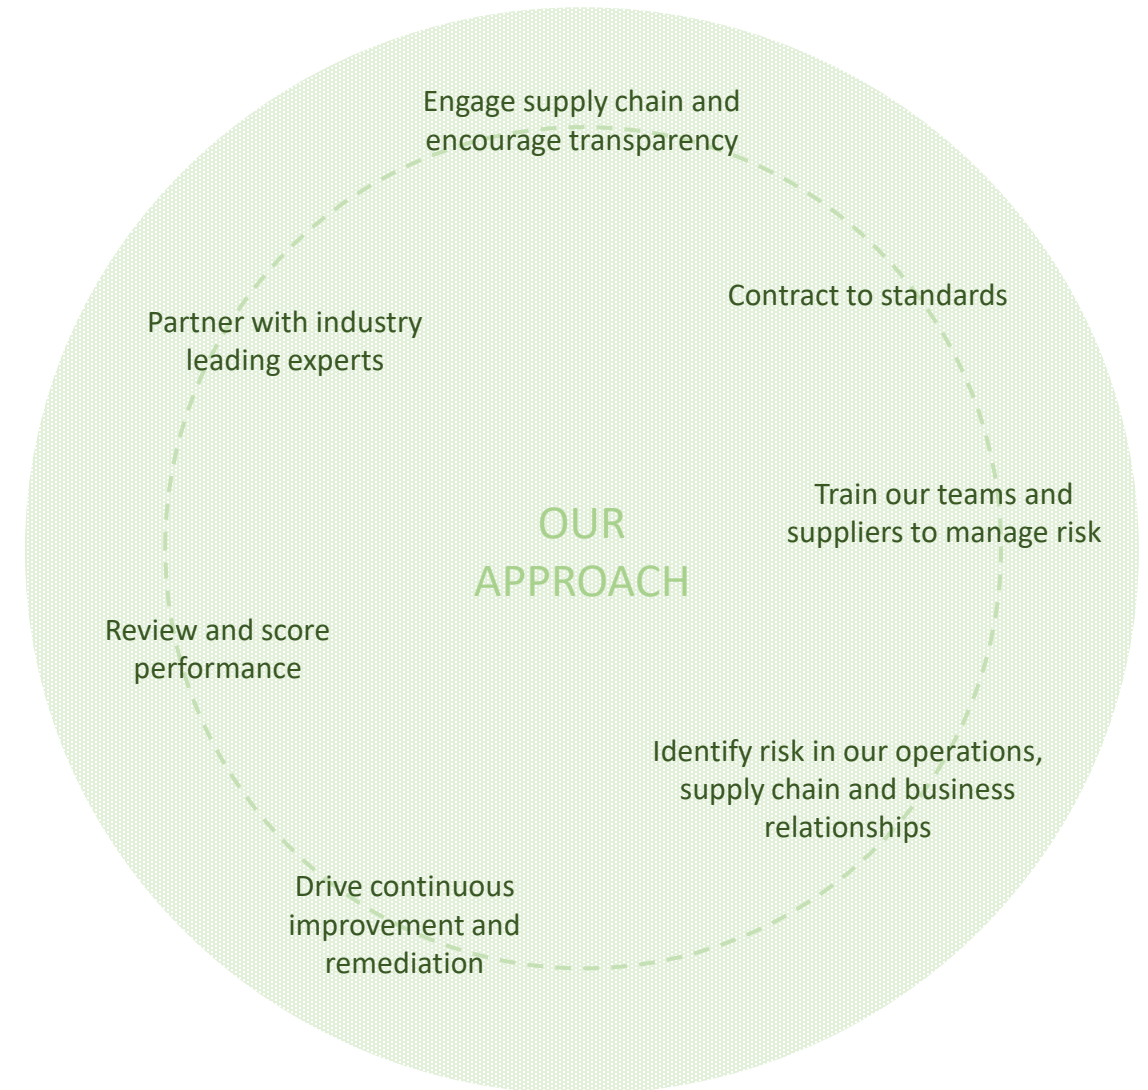 Engage supply chain and
encourage transparency
Contract to standards
Train our teams and
suppliers to manage risk
Identify risk in our operations,
supply chain and business
relationships
Drive continuous
improvement and
remediation
Review and score
performance
Partner with industry
leading experts
OUR
APPROACH